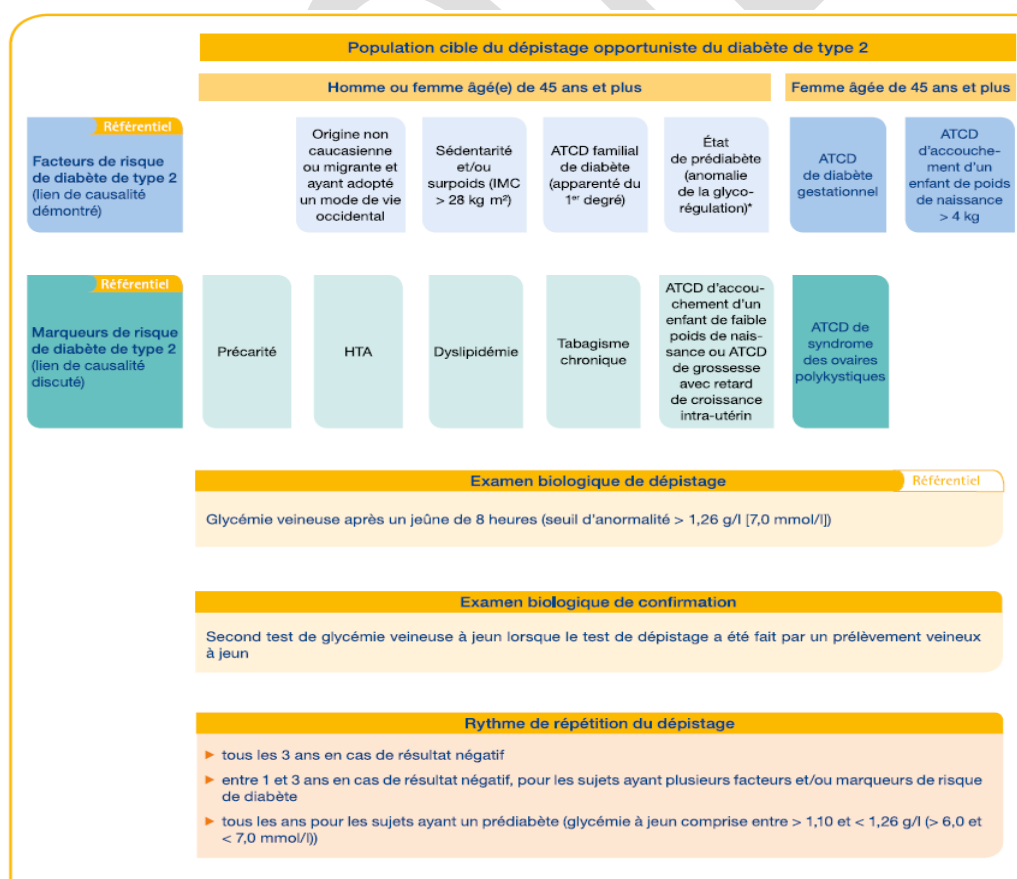 Population cible du dépistage opportuniste du diabète de type 2
Homme ou femme âgé(e) de 45 ans et plus
Femme âgée de 45 ans et plus
Référentiel
Facteurs de risque
de diabète de type 2
(lien de causalité
démontré)
Origine non
caucasienne
ou migrante et
ayant adopté
un mode de vie
occidental
Sédentarité
et/ou
surpoids (IMC
> 28 kg m²)
ATCD familial
de diabète
(apparenté du
1er degré)
État
de prédiabète
(anomalie
de la glyco-
régulation)*
ATCD
de diabète
gestationnel
ATCD
d'accouche-
ment d'un
enfant de poids
de naissance
> 4 kg
Référentiel
Marqueurs de risque
de diabète de type 2
(lien de causalité
discuté)
Précarité
HTA
Dyslipidémie
Tabagisme
chronique
ATCD d'accou-
chement d'un
enfant de faible
poids de nais-
sance ou ATCD
de grossesse
avec retard
de croissance
intra-utérin
ATCD de
syndrome
des ovaires
polykystiques
Examen biologique de dépistage
Référentiel
Glycémie veineuse après un jeûne de 8 heures (seuil d'anormalité > 1,26 g/l [7,0 mmol/l])
Examen biologique de confirmation
Second test de glycémie veineuse à jeun lorsque le test de dépistage a été fait par un prélèvement veineux
à jeun
Rythme de répétition du dépistage
► tous les 3 ans en cas de résultat négatif
► entre 1 et 3 ans en cas de résultat négatif, pour les sujets ayant plusieurs facteurs et/ou marqueurs de risque
de diabète
► tous les ans pour les sujets ayant un prédiabète (glycémie à jeun comprise entre > 1,10 et < 1,26 g/l (> 6,0 et
< 7,0 mmol/l))